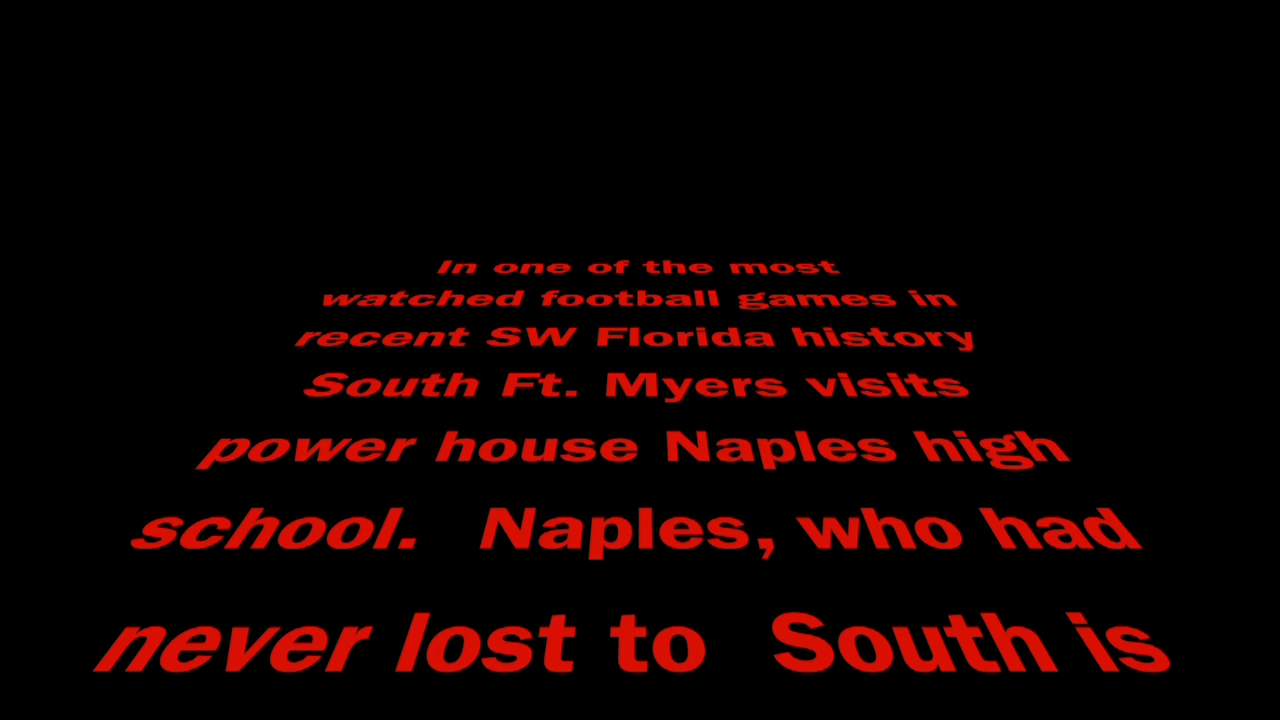 In one of the most
watched football games in
recent SW Florida history
South Ft. Myers visits
power house Naples high
school.  Naples, who had
never lost to  South is